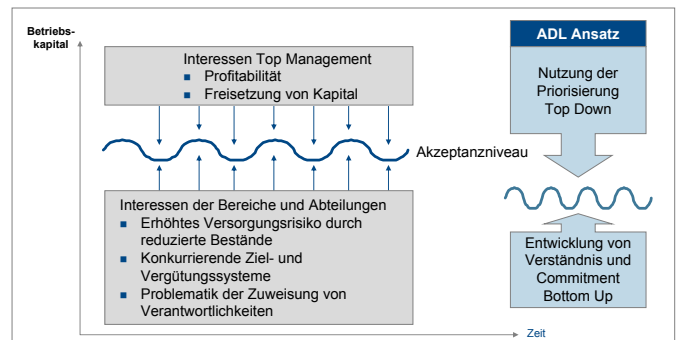 Betriebs-
kapital
Interessen Top Management
Profitabilität
Freisetzung von Kapital
Akzeptanzniveau
Interessen der Bereiche und Abteilungen
Erhöhtes Versorgungsrisiko durch
reduzierte Bestände
Konkurrierende Ziel- und
Vergütungssysteme
Problematik der Zuweisung von
Verantwortlichkeiten
ADL Ansatz
Nutzung der
Priorisierung
Top Down
Entwicklung von
Verständnis und
Commitment
Bottom Up
Zeit